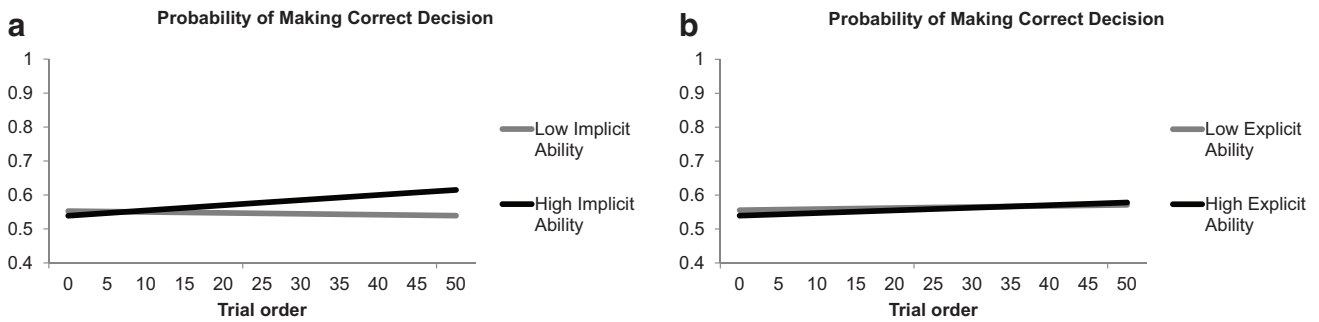 a
Probability of Making Correct Decision
1
0.9
0.8
0.7
0.6
0.5
0.4
0 5 10 15 20 25 30 35 40 45 50
Trial order
Low Implicit
Ability
High Implicit
Ability
b
Probability of Making Correct Decision
1
0.9
0.8
0.7
0.6
0.5
0.4
0 5 10 15 20 25 30 35 40 45 50
Trial order
Low Explicit
Ability
High Explicit
Ability